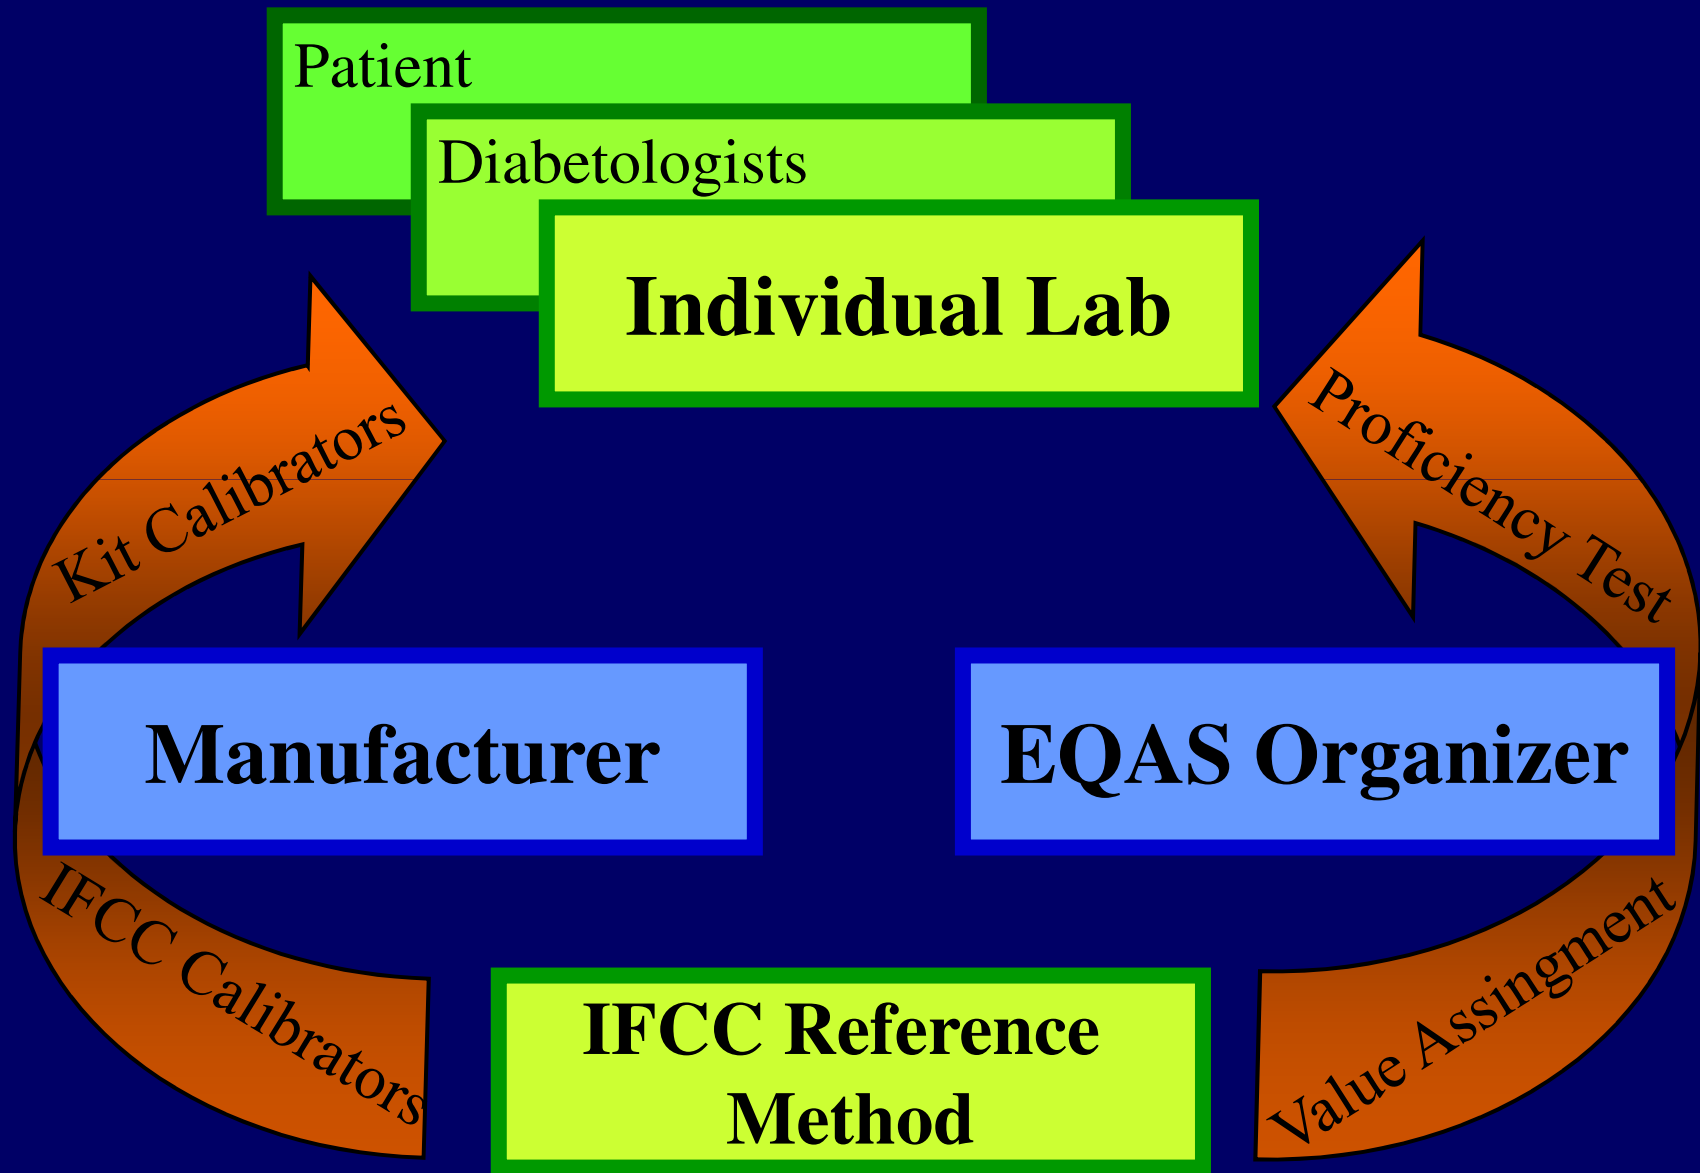 Patient
Diabetologists
Individual Lab
Kit Calibrators
Proficiency Test
Manufacturer
EQAS Organizer
IFCC Calibrators
Value Assingment
IFCC Reference
Method